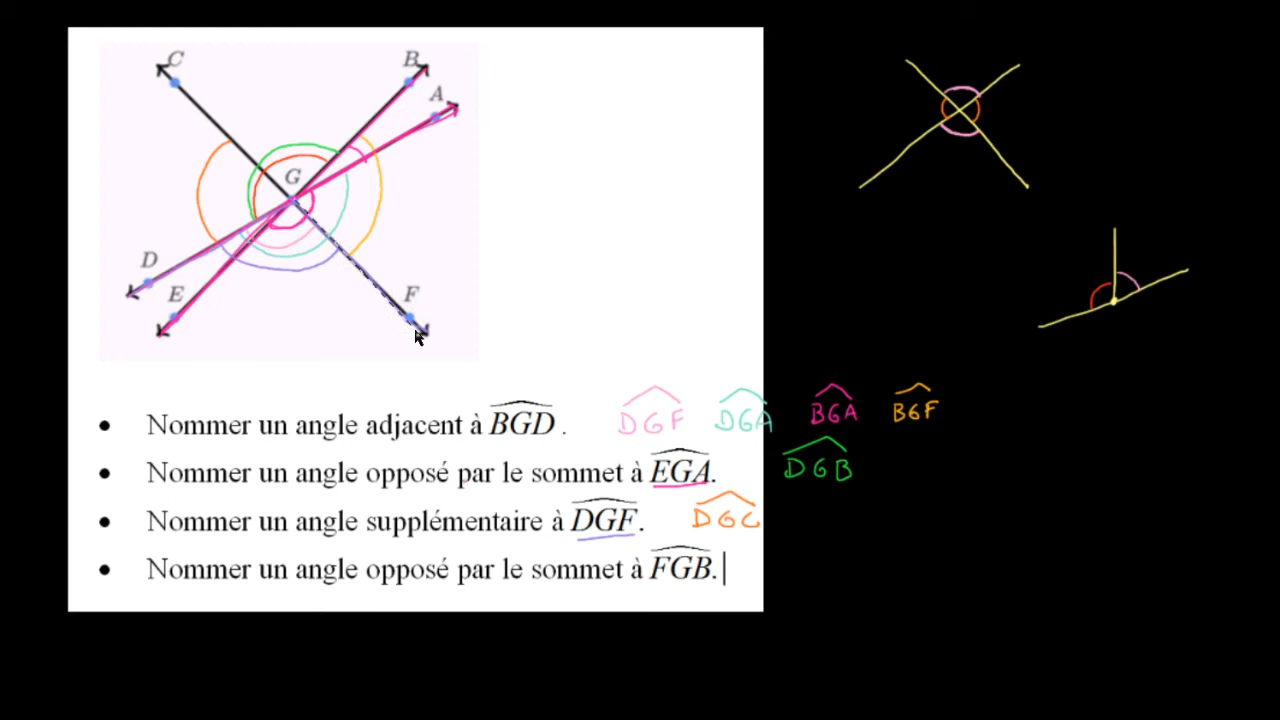 C
B
A
G
D
E
F
• Nommer un angle adjacent à BGD . DGF DGA BGA BGF
• Nommer un angle opposé par le sommet à EGA. DGB
• Nommer un angle supplémentaire à DGF. DGC
• Nommer un angle opposé par le sommet à FGB.